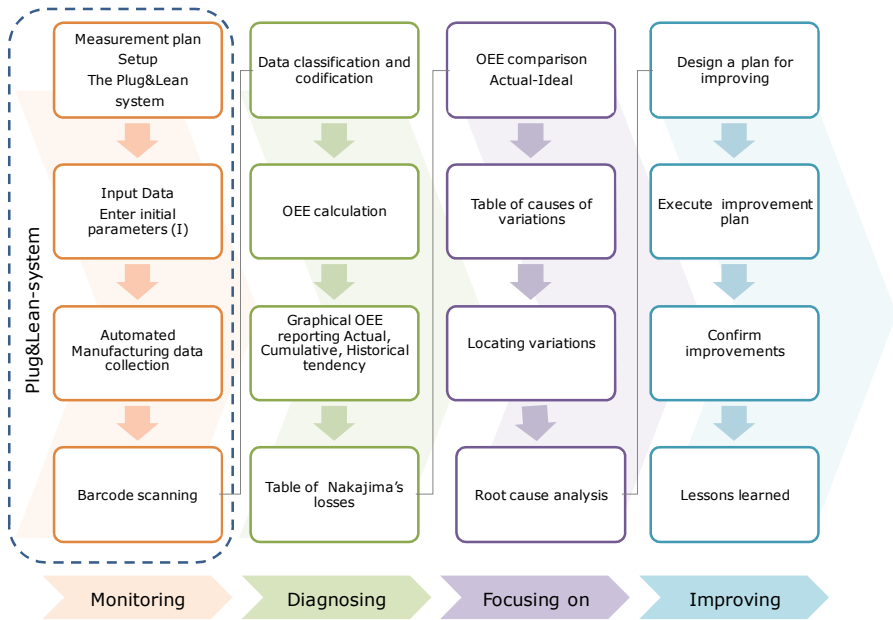 Plug&Lean-system
Measurement plan
Setup
The Plug&Lean
system
Input Data
Enter initial
parameters (I)
Automated
Manufacturing data
collection
Barcode scanning
Data classification and
codification
OEE calculation
Graphical OEE
reporting Actual,
Cumulative, Historical
tendency
Table of Nakajima's
losses
OEE comparison
Actual-Ideal
Table of causes of
variations
Locating variations
Root cause analysis
Design a plan for
improving
Execute improvement
plan
Confirm
improvements
Lessons learned
Monitoring
Diagnosing
Focusing on
Improving